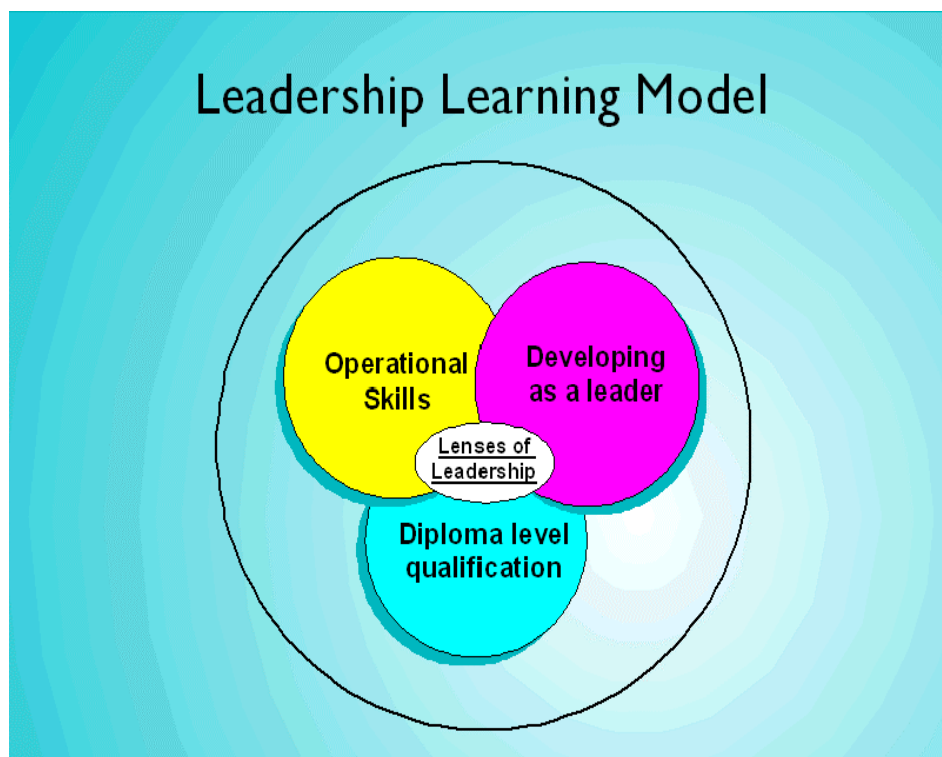 Leadership Learning Model
Operational
Skills
Developing
as a leader
Lenses of
Leadership
Diploma level
qualification